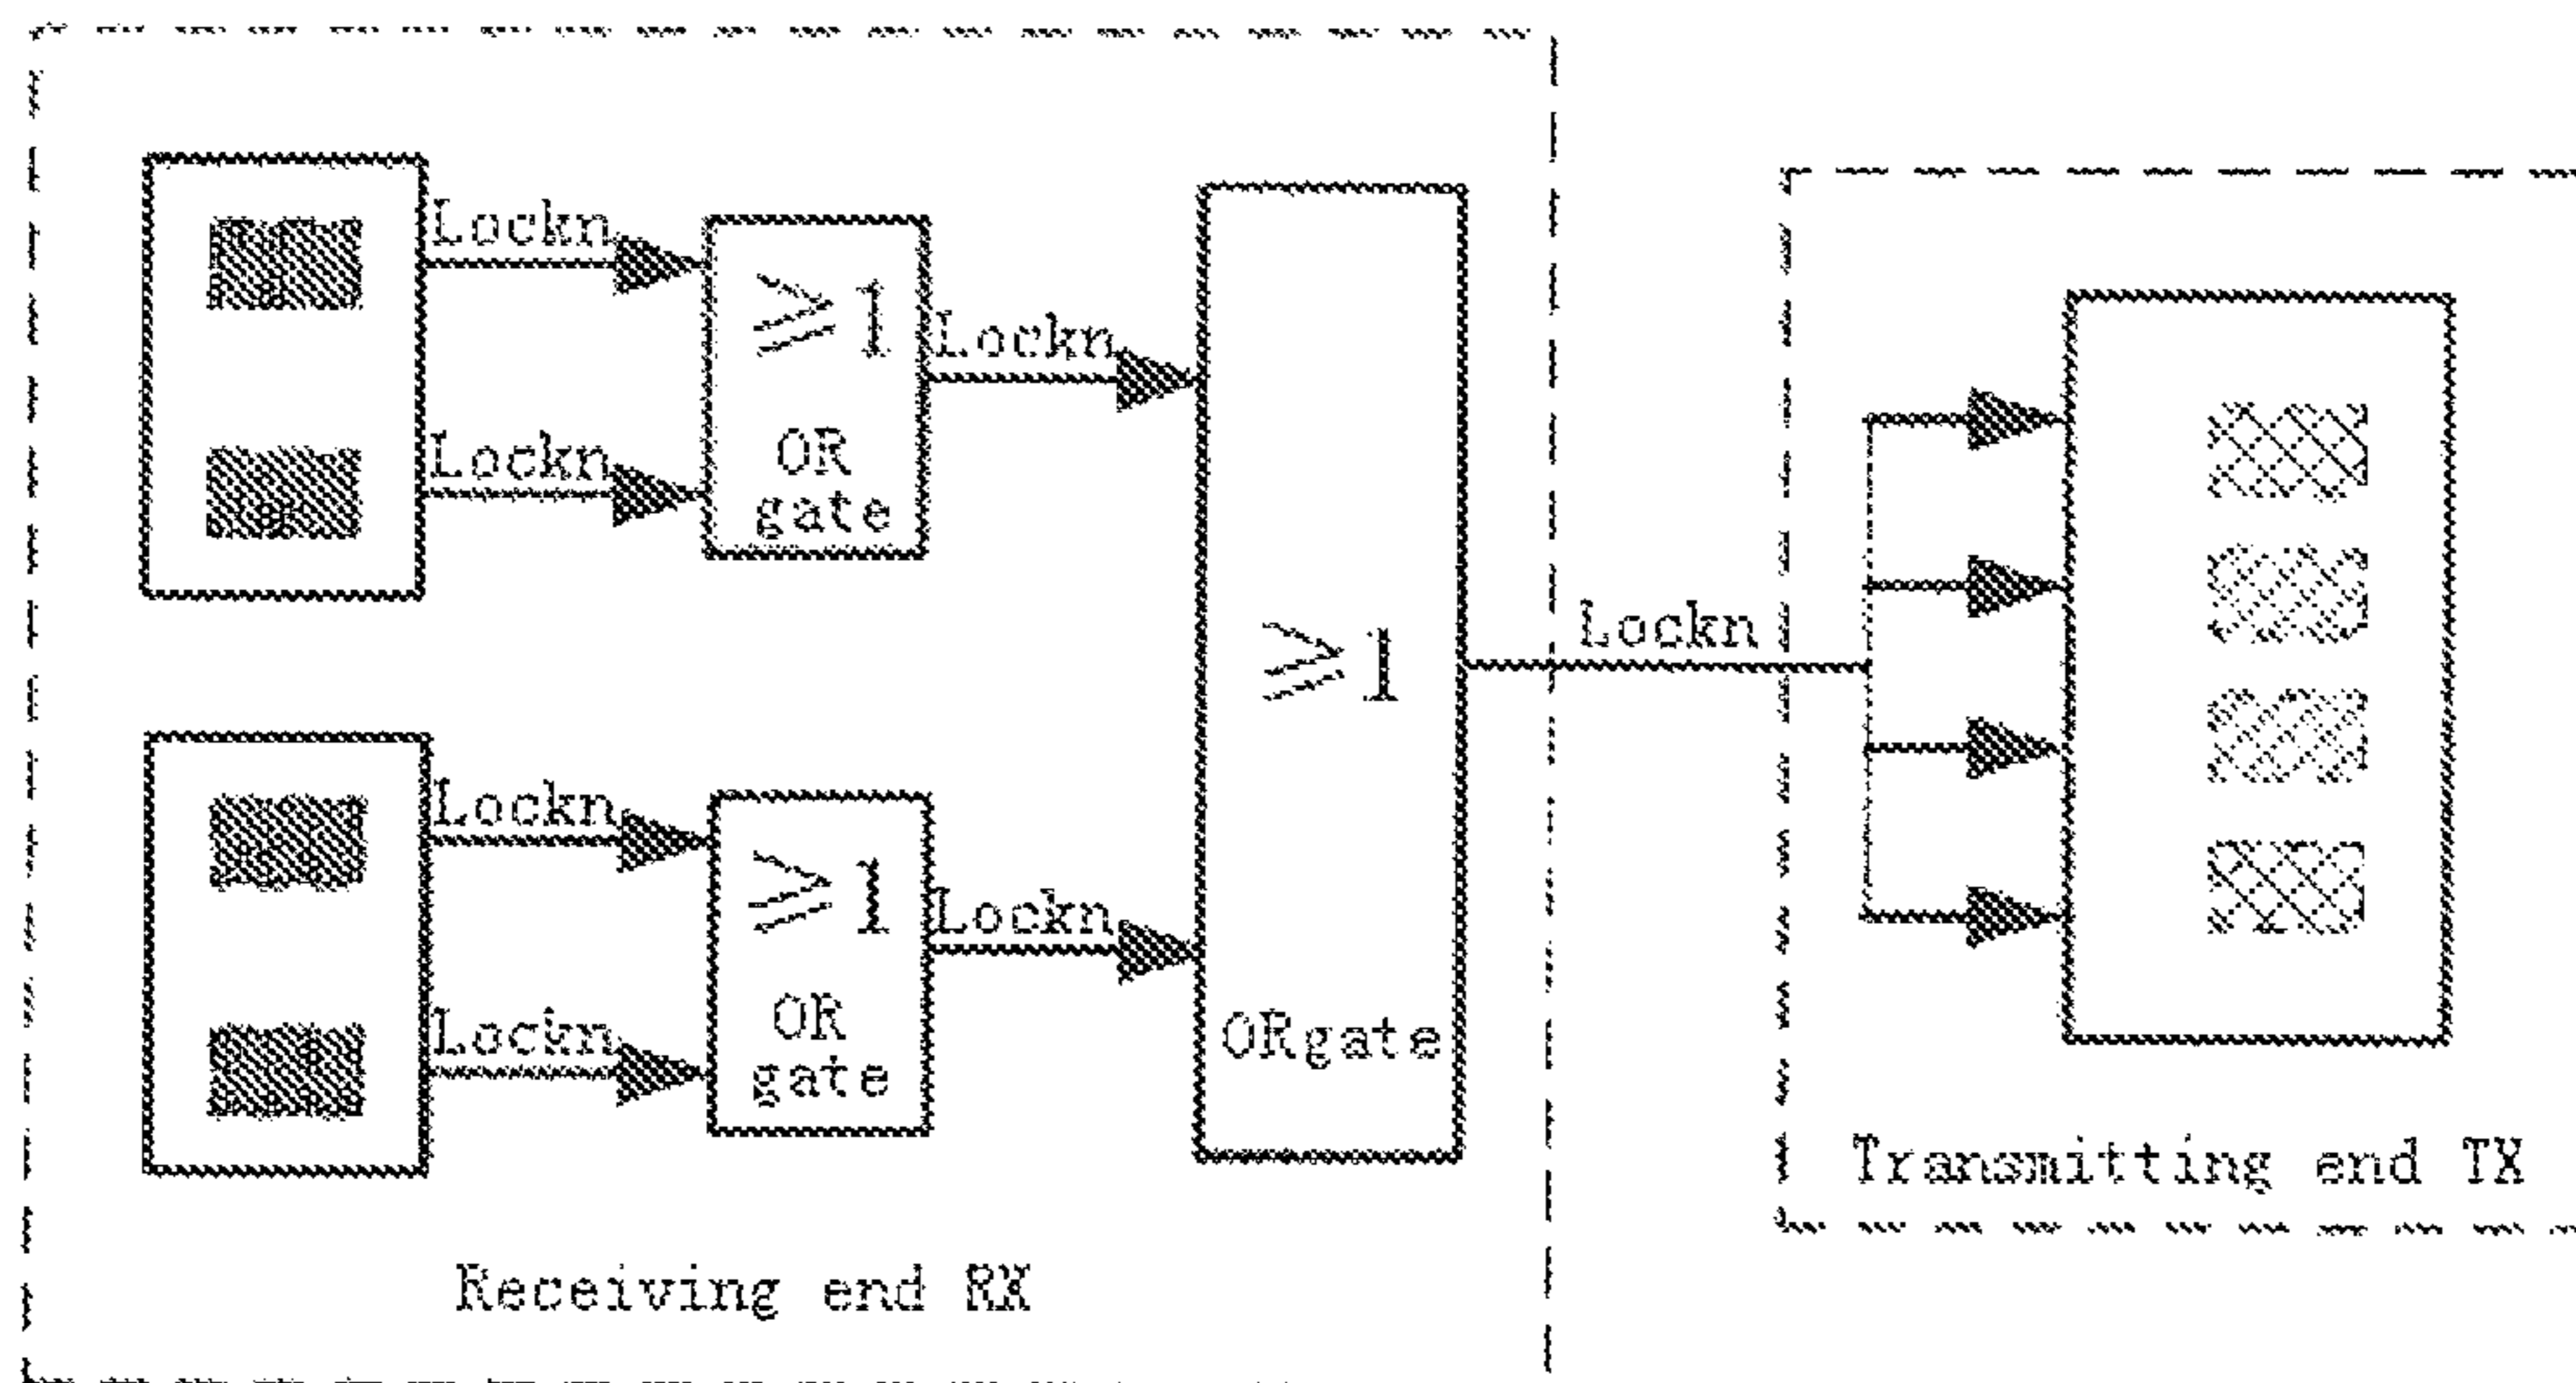 Lockn
Lockn
≥1
OR
gate
Lockn
Lockn
Lockn
≥1
OR
gate
Lockn
≥1
ORgate
Lockn
Receiving end RX
Transmitting end TX